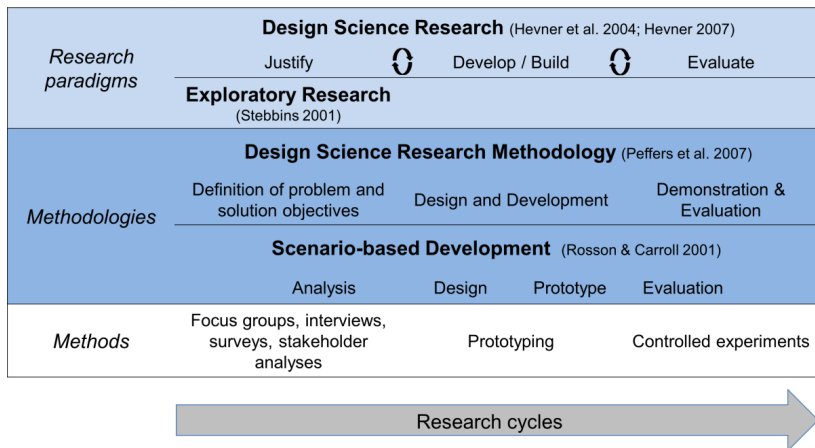 Design Science Research (Hevner et al. 2004; Hevner 2007)
Research
paradigms
Justify
Develop / Build
Evaluate
Exploratory Research
(Stebbins 2001)
Design Science Research Methodology (Peffers et al. 2007)
Methodologies
Definition of problem and
solution objectives
Design and Development
Demonstration &
Evaluation
Scenario-based Development (Rosson & Carroll 2001)
Analysis
Design
Prototype
Evaluation
Methods
Focus groups, interviews,
surveys, stakeholder
analyses
Prototyping
Controlled experiments
Research cycles